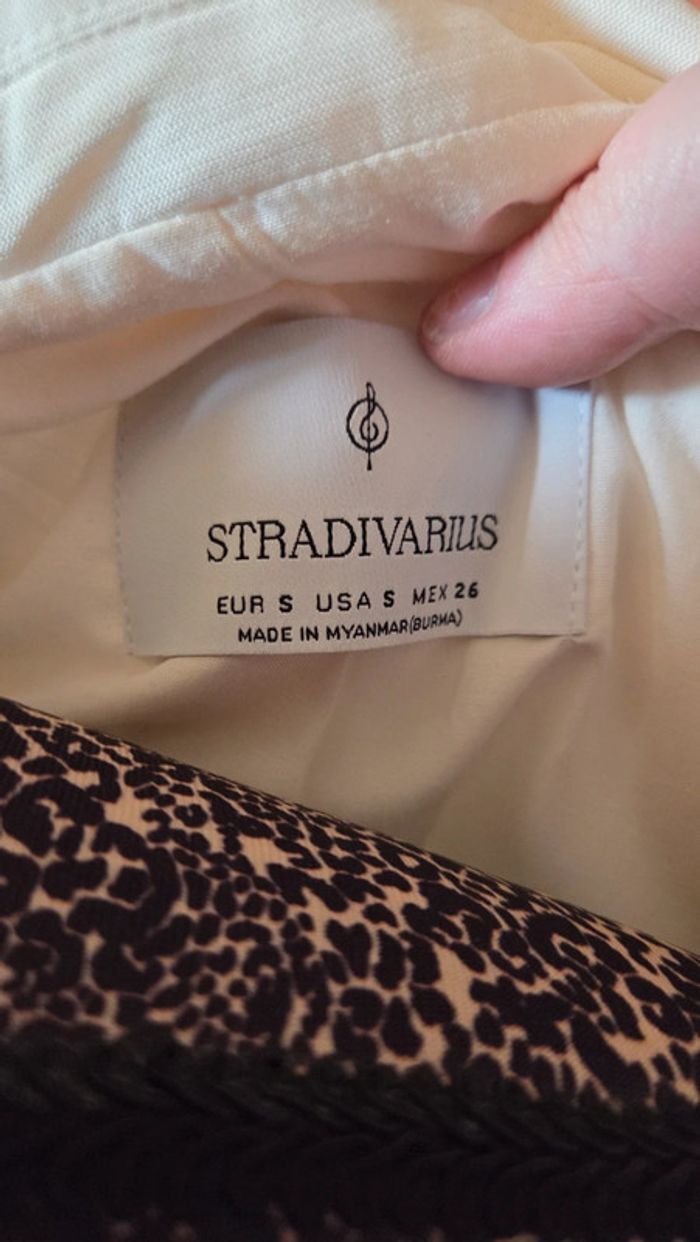 STRADIVARIUS
EUR S USA S MEX 26
MADE IN MYANMAR(BURMA)